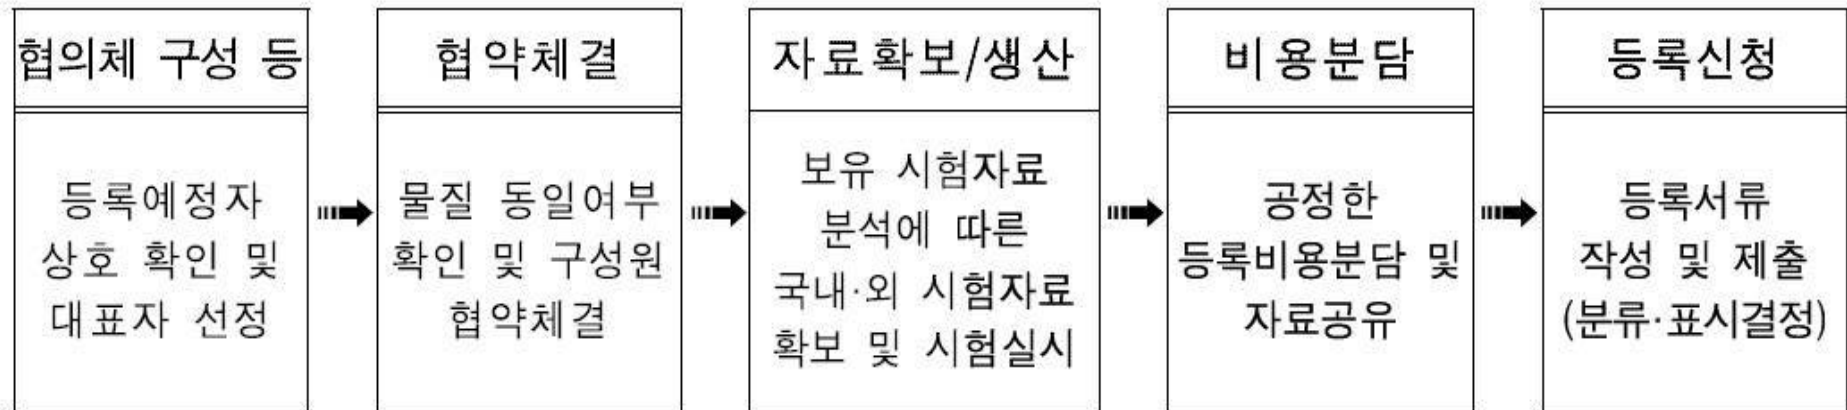 협의체 구성 등
등록예정자
상호 확인 및
대표자 선정
협약체결
물질 동일여부
확인 및 구성원
협약체결
자료확보/생산
보유 시험자료
분석에 따른
국내·외 시험자료
확보 및 시험실시
비용분담
공정한
등록비용분담 및
자료공유
등록신청
등록서류
작성 및 제출
(분류·표시결정)